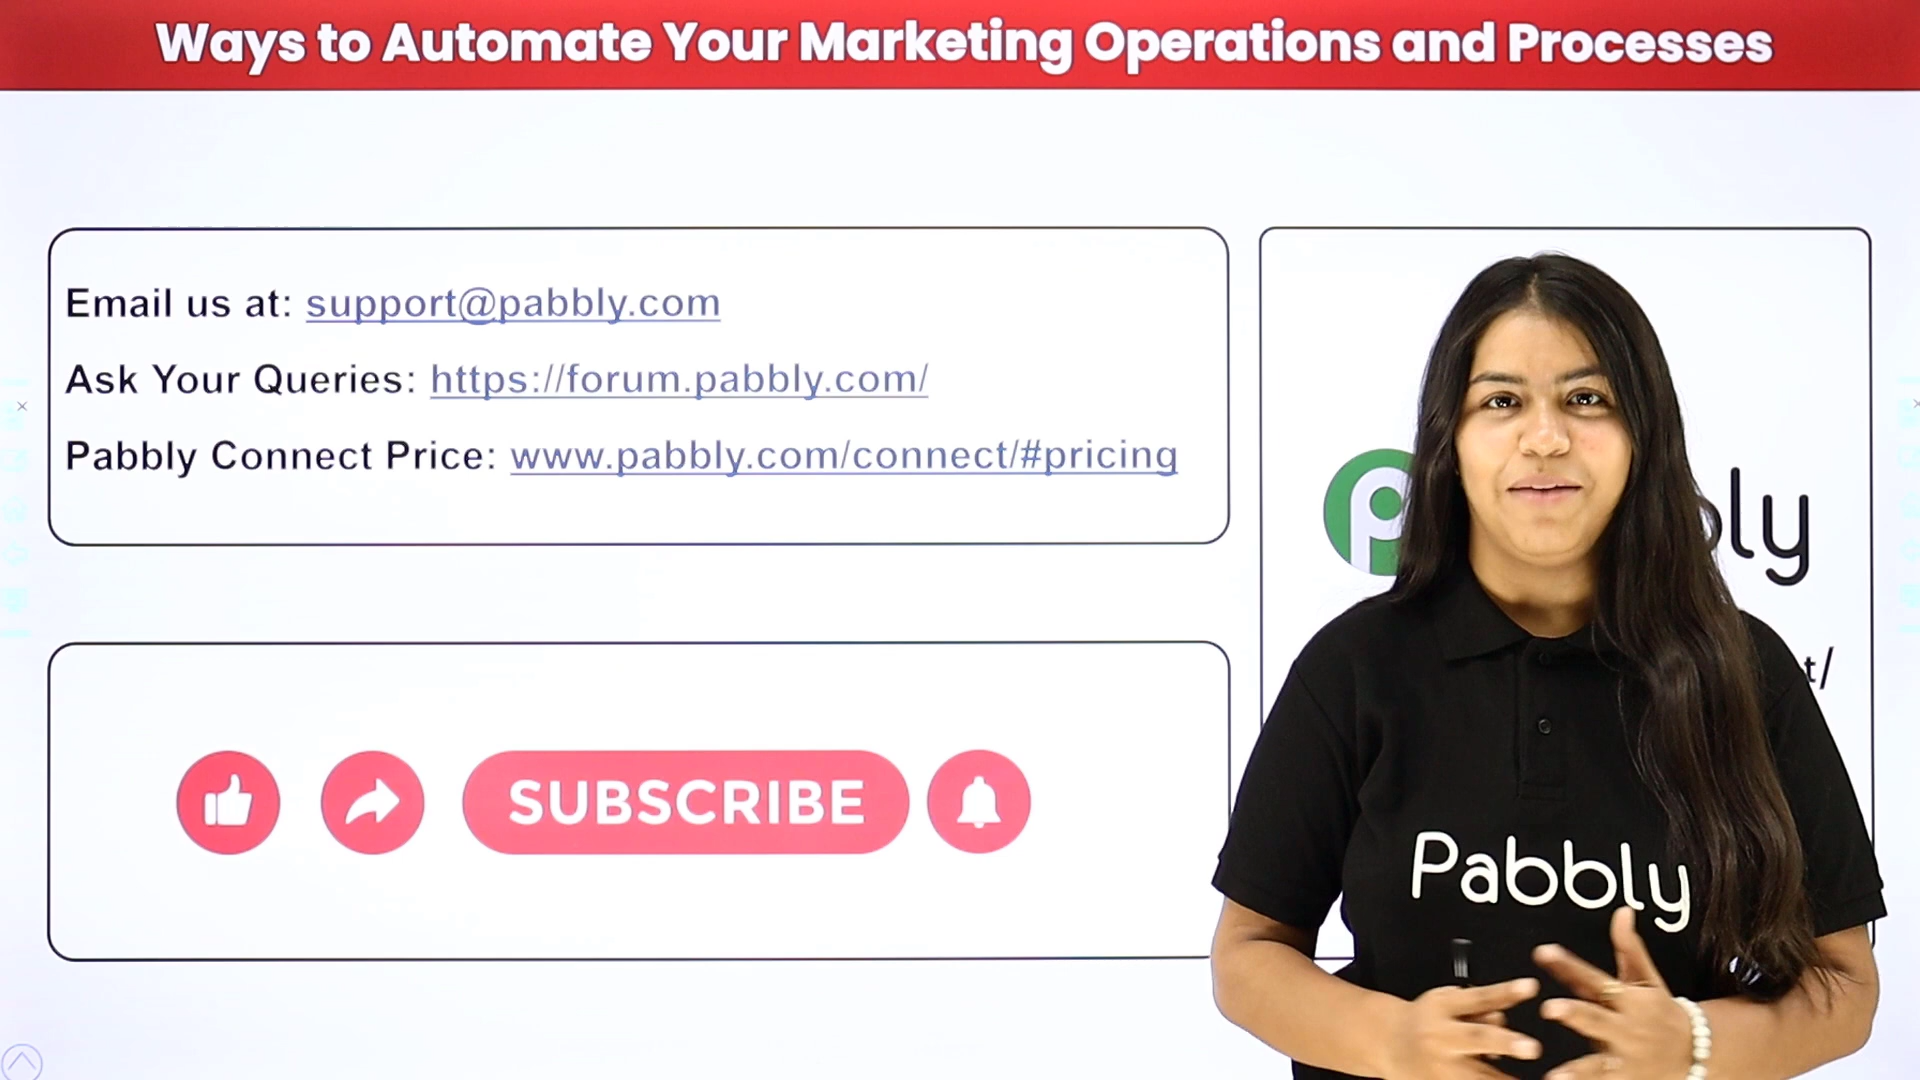 Ways to Automate Your Marketing Operations and Processes
Email us at: support@pabbly.com
Ask Your Queries: https://forum.pabbly.com/
Pabbly Connect Price: www.pabbly.com/connect/#pricing
SUBSCRIBE
Pabbly